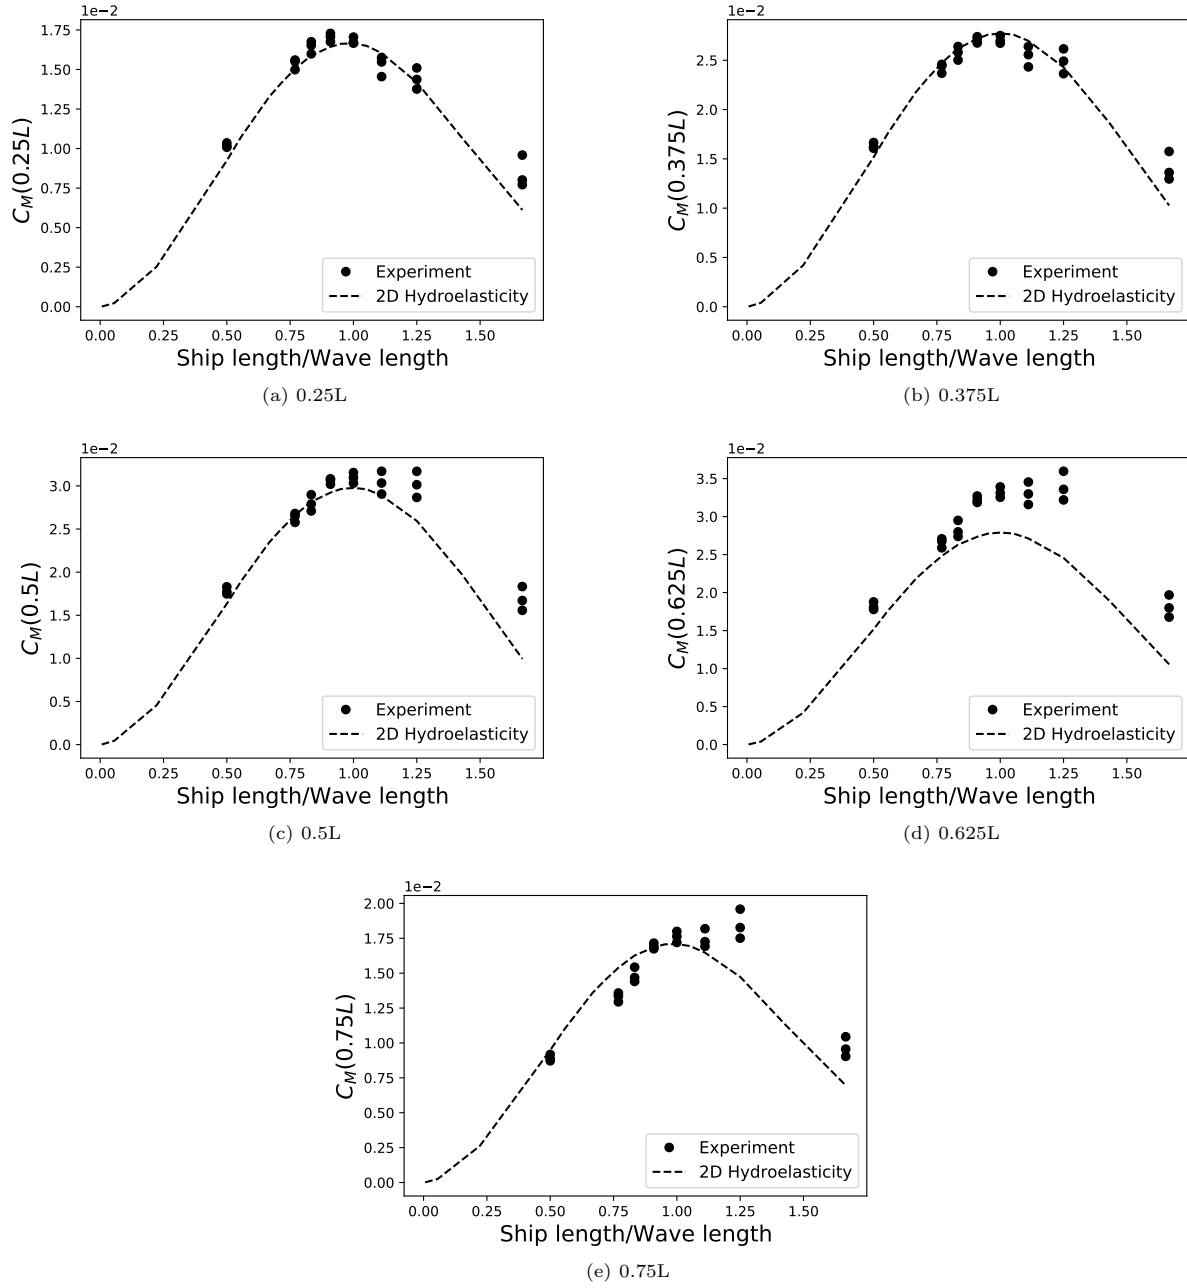 1e−2
1.75
1.50
1.25
1.00
0.75
0.50
0.25
0.00
C_M(0.25L)
0.00 0.25 0.50 0.75 1.00 1.25 1.50
Ship length/Wave length
Experiment
2D Hydroelasticity
(a) 0.25L
1e−2
2.5
2.0
1.5
1.0
0.5
0.0
C_M(0.375L)
0.00 0.25 0.50 0.75 1.00 1.25 1.50
Ship length/Wave length
Experiment
2D Hydroelasticity
(b) 0.375L
1e−2
3.0
2.5
2.0
1.5
1.0
0.5
0.0
C_M(0.5L)
0.00 0.25 0.50 0.75 1.00 1.25 1.50
Ship length/Wave length
Experiment
2D Hydroelasticity
(c) 0.5L
1e−2
3.5
3.0
2.5
2.0
1.5
1.0
0.5
0.0
C_M(0.625L)
0.00 0.25 0.50 0.75 1.00 1.25 1.50
Ship length/Wave length
Experiment
2D Hydroelasticity
(d) 0.625L
1e−2
2.00
1.75
1.50
1.25
1.00
0.75
0.50
0.25
0.00
C_M(0.75L)
0.00 0.25 0.50 0.75 1.00 1.25 1.50
Ship length/Wave length
Experiment
2D Hydroelasticity
(e) 0.75L